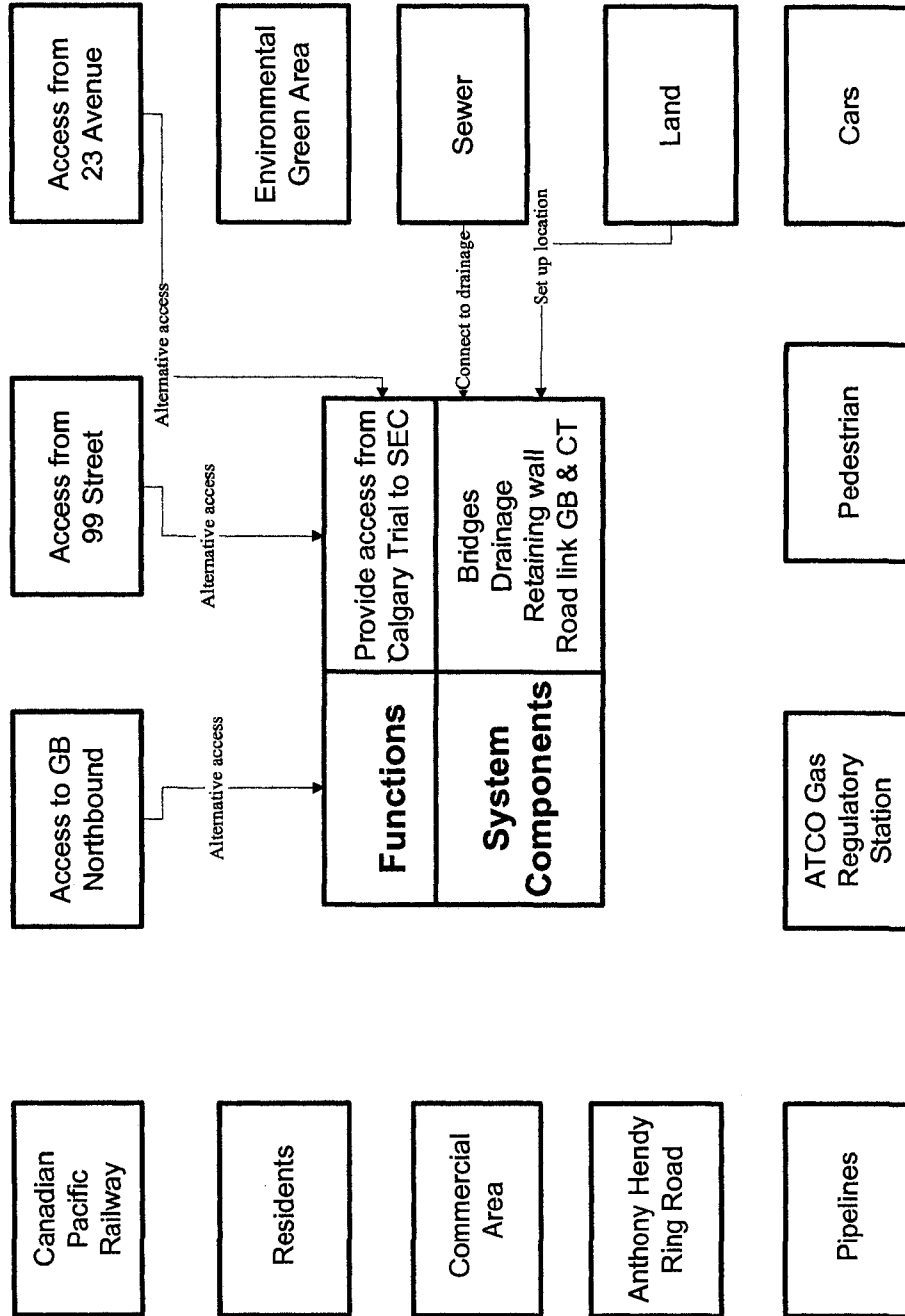 Canadian
Pacific
Railway
Access to GB
Northbound
Access from
99 Street
Access from
23 Avenue
Alternative access
Alternative access
Alternative access
Residents
Environmental
Green Area
Functions
Provide access from
Calgary Trial to SEC
Commercial
Area
Sewer
Connect to drainage
System
Components
Bridges
Drainage
Retaining wall
Road link GB & CT
Set up location
Anthony Hendy
Ring Road
Land
Pipelines
ATCO Gas
Regulatory
Station
Pedestrian
Cars